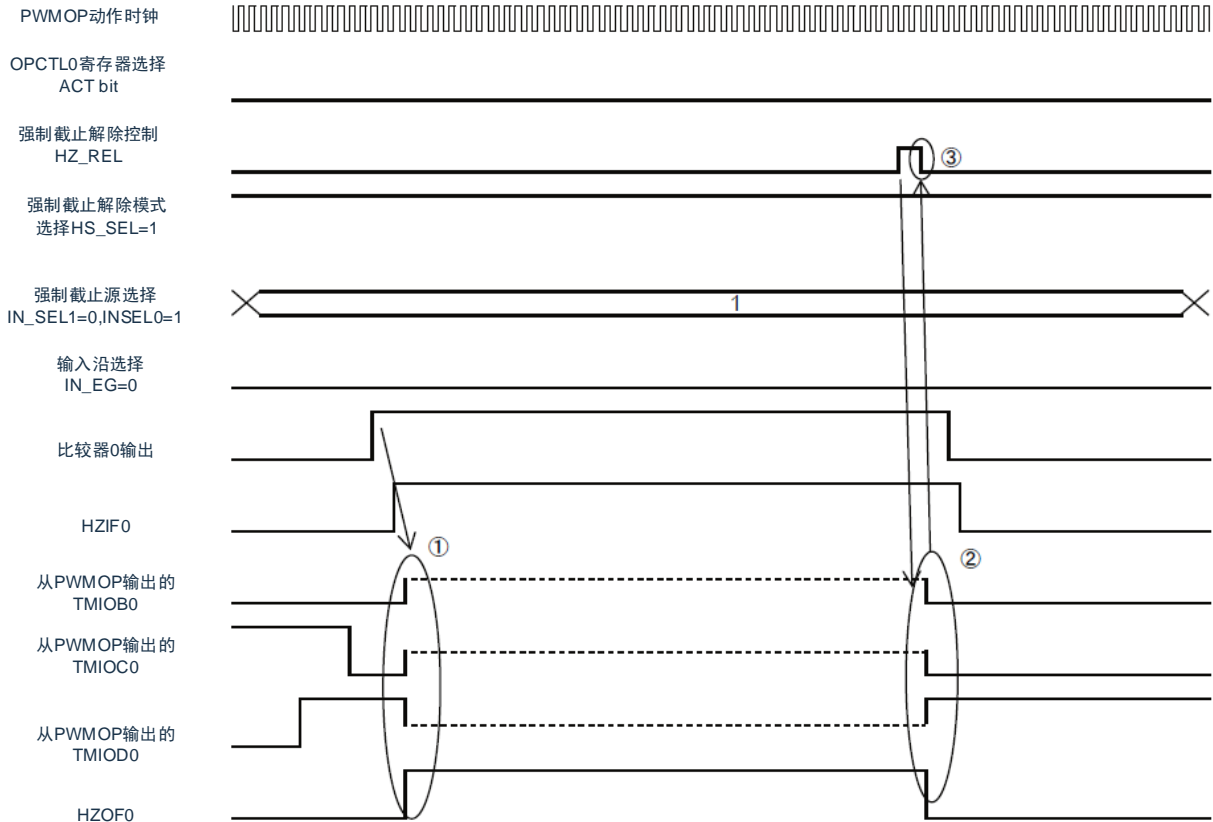 PWMOP动作时钟
OPCTL0寄存器选择
ACT bit
强制截止解除控制
HZ_REL
③
强制截止解除模式
选择HS_SEL=1
强制截止源选择
IN_SEL1=0,INSEL0=1
1
输入沿选择
IN_EG=0
比较器0输出
HZIF0
①
②
从PWMOP输出的
TMIOB0
从PWMOP输出的
TMIOC0
从PWMOP输出的
TMIOD0
HZOF0